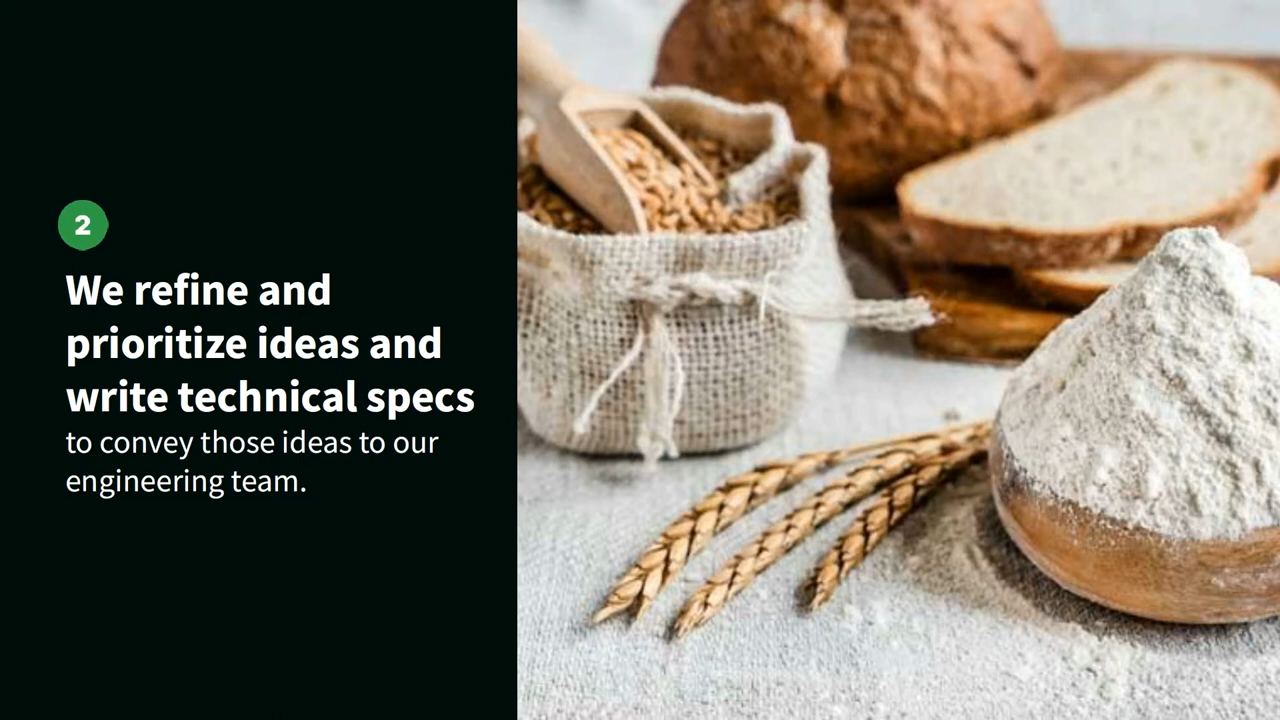 2
We refine and
prioritize ideas and
write technical specs
to convey those ideas to our
engineering team.